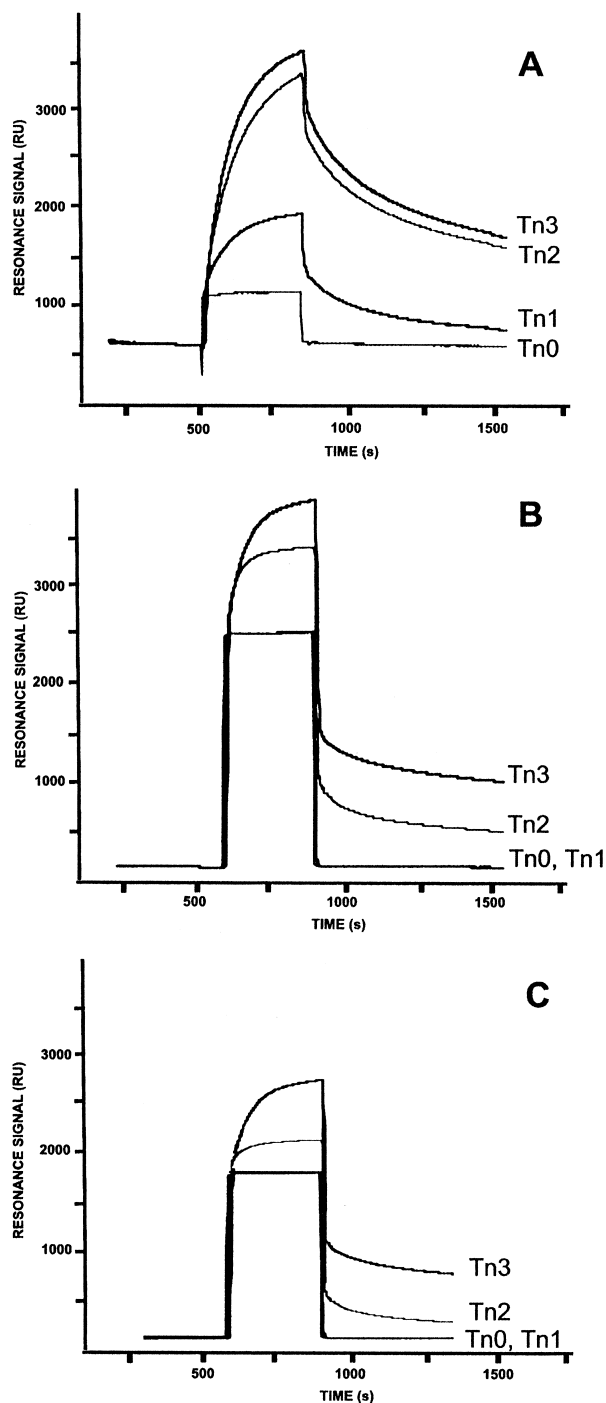 A
RESONANCE SIGNAL (RU)
3000
2000
1000
Tn3
Tn2
Tn1
Tn0
500
1000
1500
TIME (s)
B
RESONANCE SIGNAL (RU)
3000
2000
1000
Tn3
Tn2
Tn0, Tn1
500
1000
1500
TIME (s)
C
RESONANCE SIGNAL (RU)
3000
2000
1000
Tn3
Tn2
Tn0, Tn1
500
1000
1500
TIME (s)